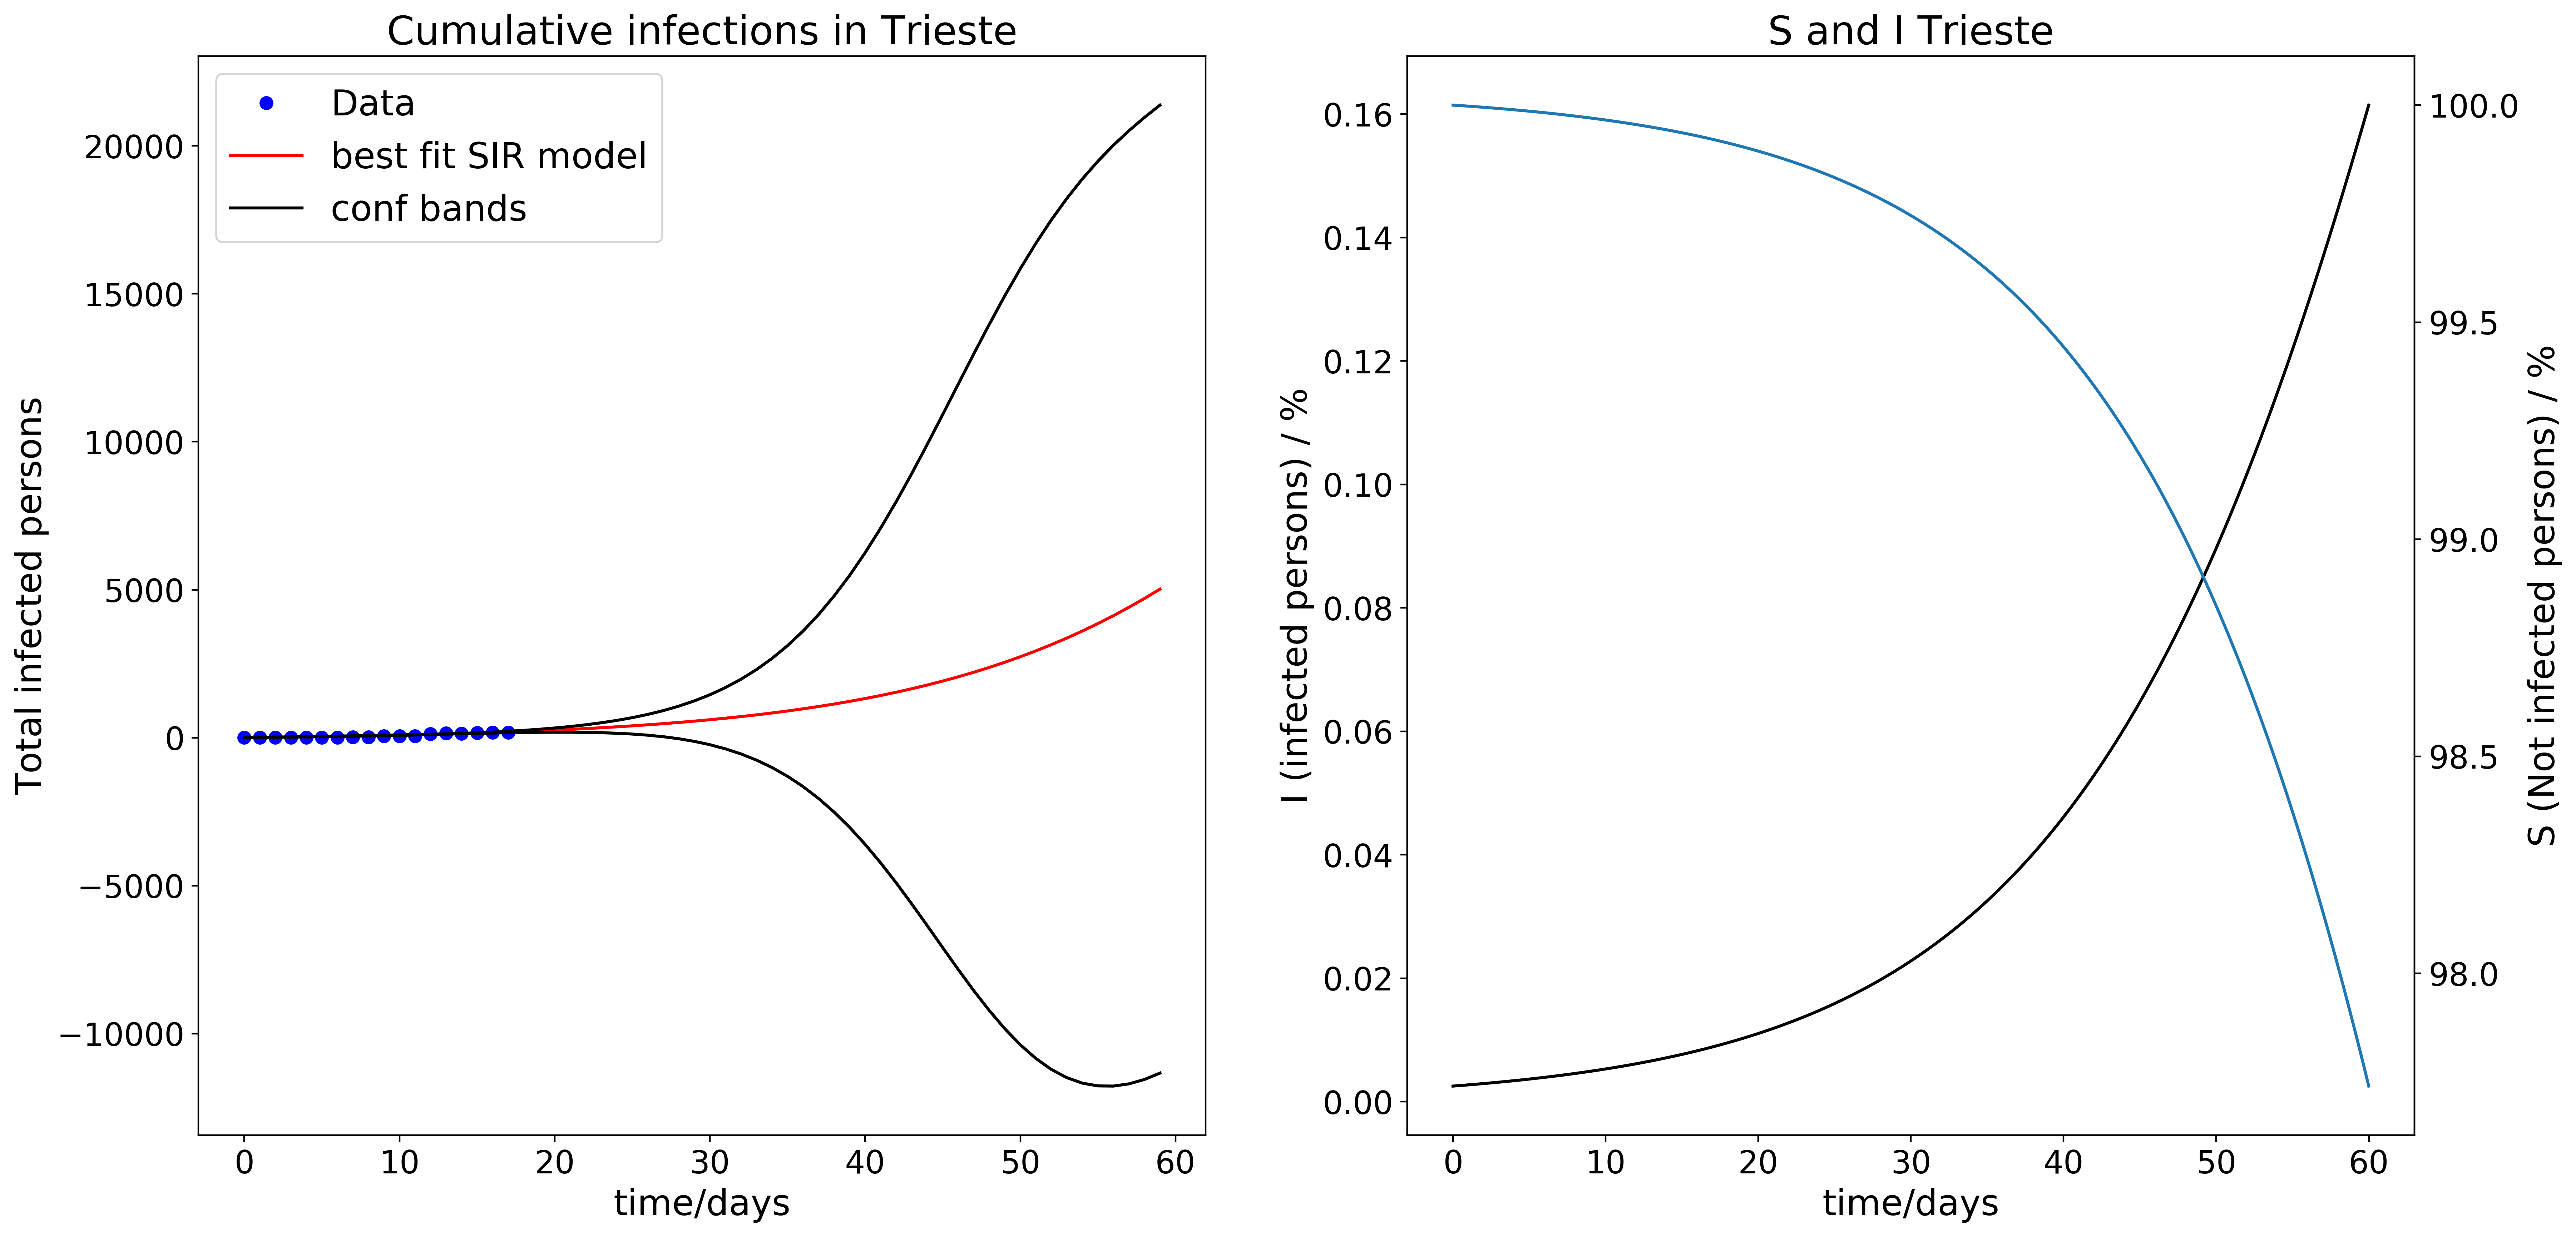 Cumulative infections in Trieste
Data
best fit SIR model
conf bands
20000
15000
10000
5000
0
−5000
−10000
Total infected persons
0 10 20 30 40 50 60
time/days
S and I Trieste
0.16
0.14
0.12
0.10
0.08
0.06
0.04
0.02
0.00
I (infected persons) / %
100.0
99.5
99.0
98.5
98.0
S (Not infected persons) / %
0 10 20 30 40 50 60
time/days